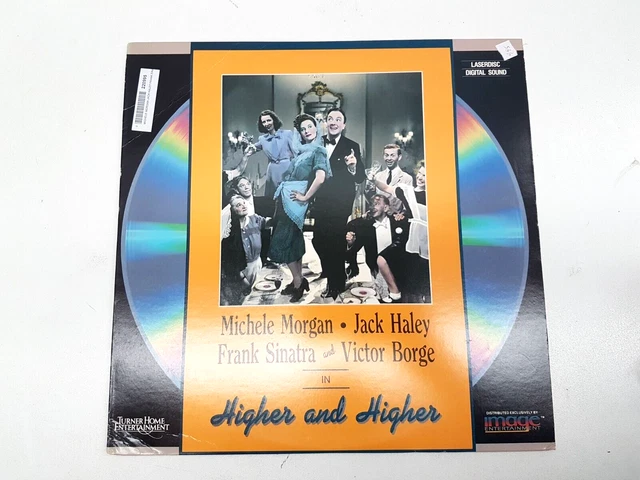 LASERDISC
DIGITAL SOUND
Michele Morgan • Jack Haley
Frank Sinatra and Victor Borge
IN
Higher and Higher
TURNER HOME
ENTERTAINMENT
DISTRIBUTED EXCLUSIVELY BY
image™
ENTERTAINMENT